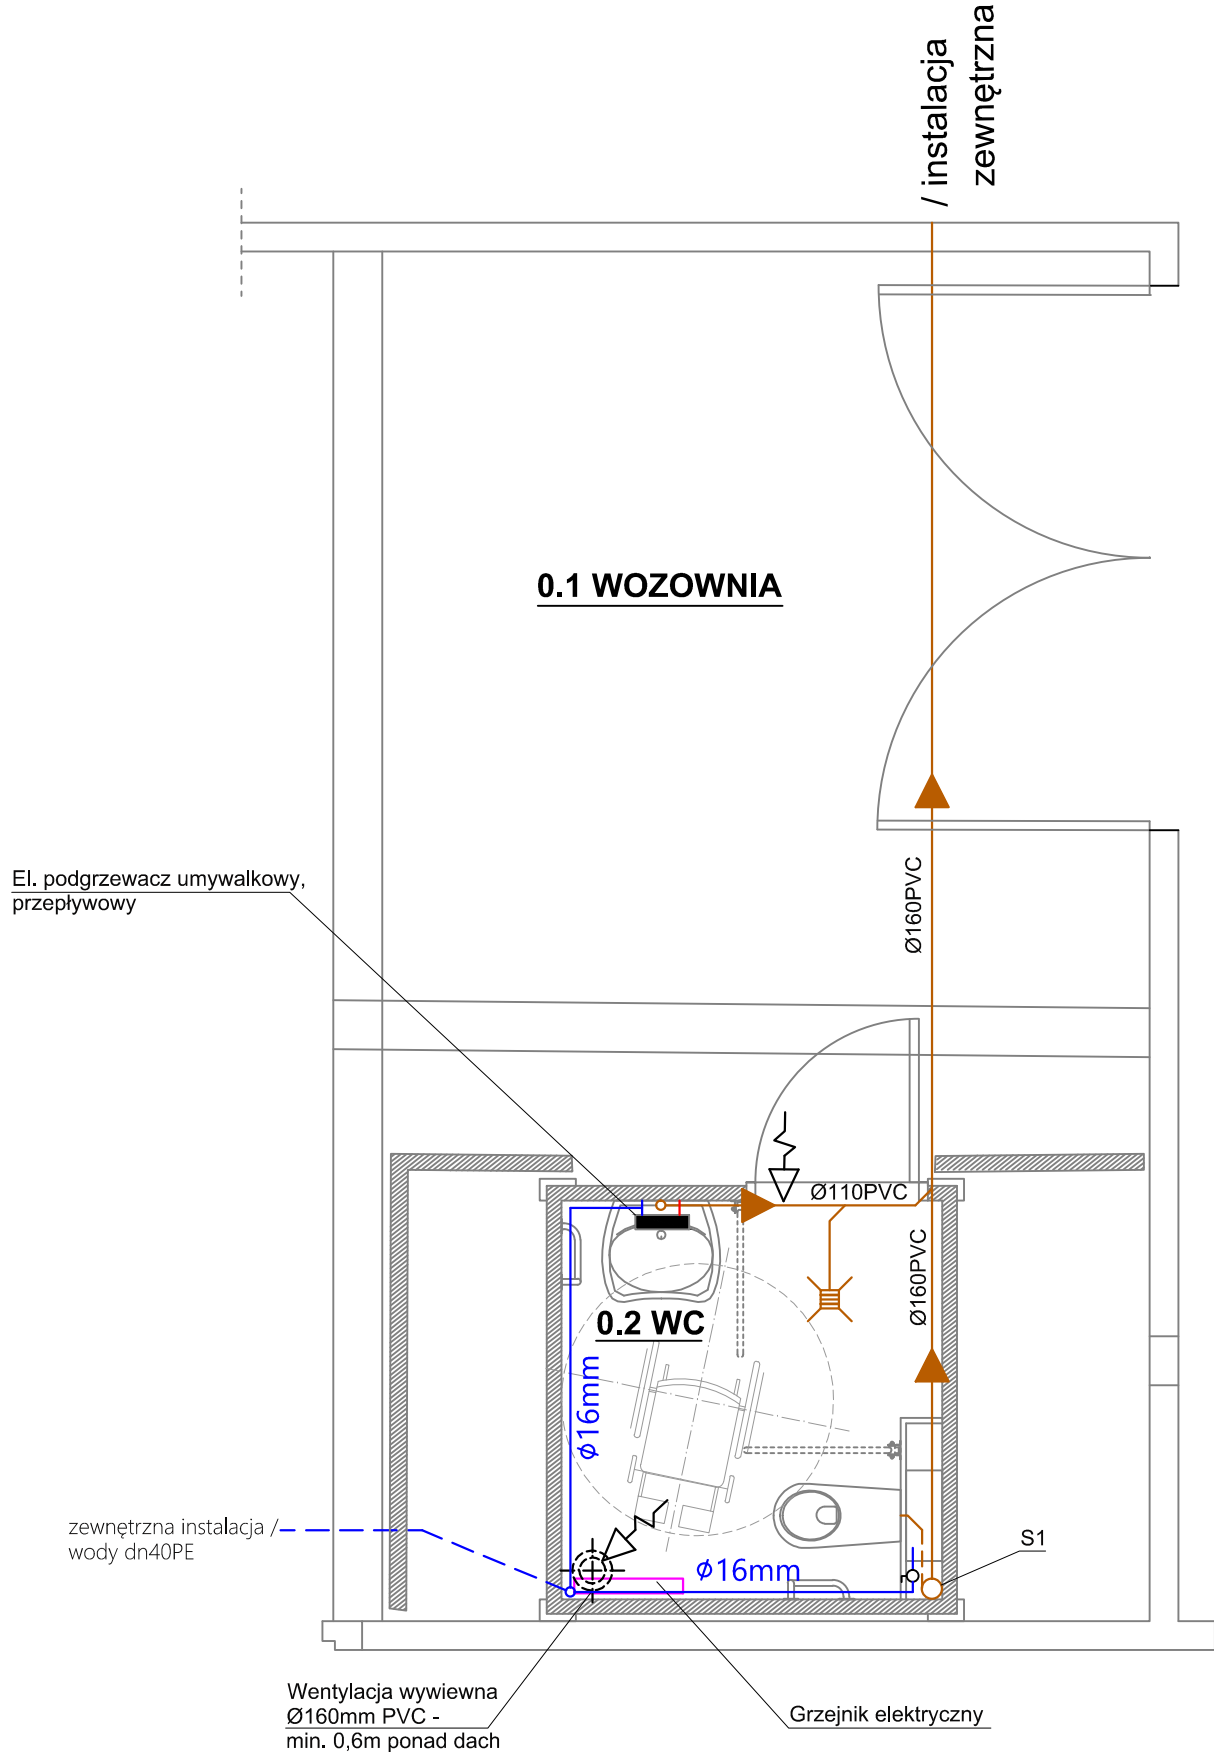 / instalacja
zewnętrzna
0.1 WOZOWNIA
El. podgrzewacz umywalkowy,
przepływowy
Ø160PVC
Ø110PVC
Ø160PVC
0.2 WC
ϕ16mm
zewnętrzna instalacja /
wody dn40PE
ϕ16mm
S1
Wentylacja wywiewna
Ø160mm PVC -
min. 0,6m ponad dach
Grzejnik elektryczny